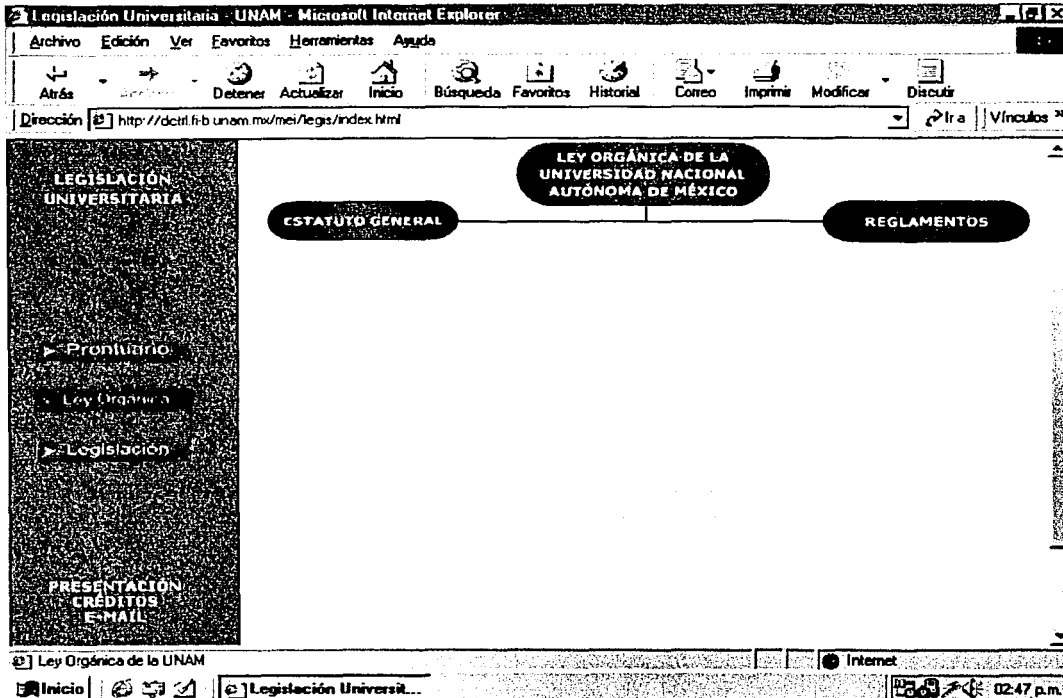 Legislación Universitaria - UNAM - Microsoft Internet Explorer
Archivo Edición Ver Favoritos Herramientas Ayuda
Atrás Detener Actualizar Inicio Búsqueda Favoritos Historial Correo Imprimir Modificar Discutir
Dirección http://dctrl.fi-b.unam.mx/mei/legis/index.html Ir a Vínculos »
LEGISLACIÓN
UNIVERSITARIA
LEY ORGÁNICA DE LA
UNIVERSIDAD NACIONAL
AUTÓNOMA DE MÉXICO
ESTATUTO GENERAL
REGLAMENTOS
Prontuario
Ley Orgánica
Legislación
PRESENTACIÓN
CRÉDITOS
E-MAIL
Ley Orgánica de la UNAM Internet
Inicio Legislación Universit... 02:47 p.m.